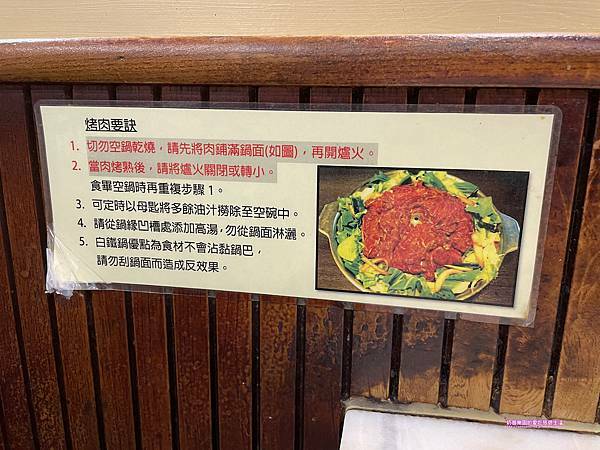 烤肉要訣
1. 切勿空鍋乾燒，請先將肉鋪滿鍋面(如圖)，再開爐火。
2. 當肉烤熟後，請將爐火關閉或轉小。
食畢空鍋時再重複步驟 1。
3. 可定時以母匙將多餘油汁撈除至空碗中。
4. 請從鍋緣凹槽處添加高湯,勿從鍋面淋灑。
5. 白鐵鍋優點為食材不會沾黏鍋巴，
請勿刮鍋面而造成反效果。